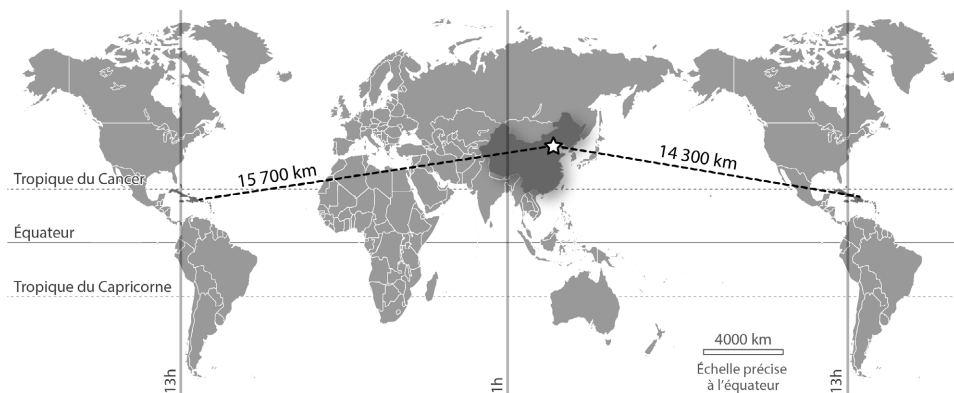 15 700 km
14 300 km
Tropique du Cancer
Équateur
Tropique du Capricorne
4000 km
Échelle précise
à l'équateur
13h
1h
13h